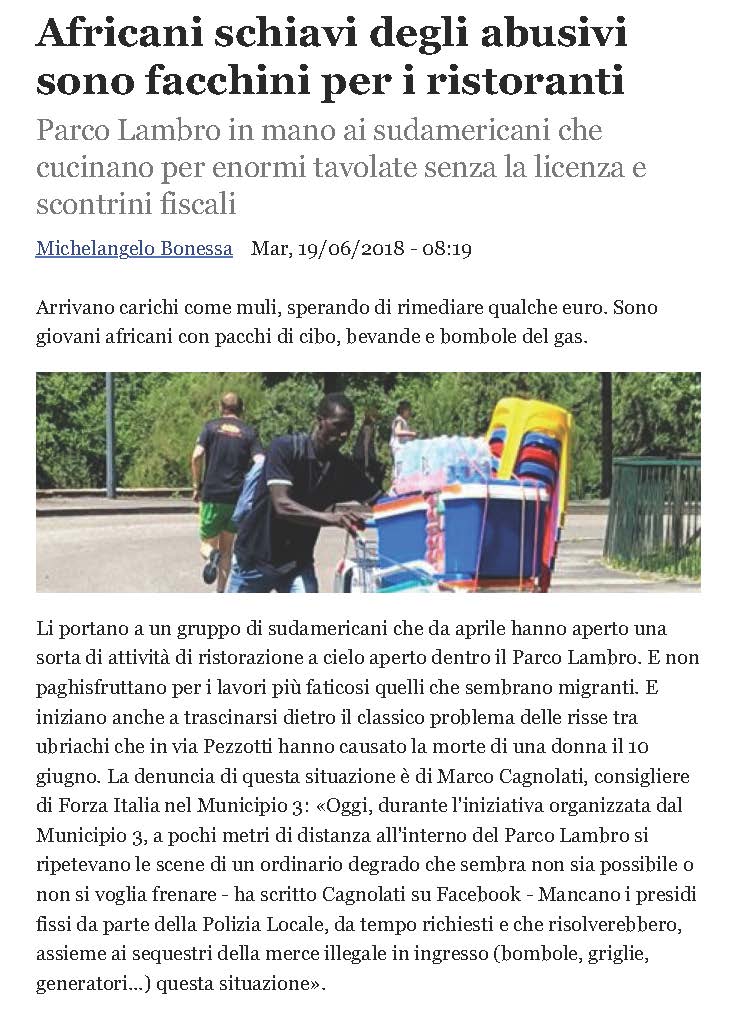 Africani schiavi degli abusivi
sono facchini per i ristoranti
Parco Lambro in mano ai sudamericani che
cucinano per enormi tavolate senza la licenza e
scontrini fiscali
Michelangelo Bonessa Mar, 19/06/2018 - 08:19
Arrivano carichi come muli, sperando di rimediare qualche euro. Sono
giovani africani con pacchi di cibo, bevande e bombole del gas.
Li portano a un gruppo di sudamericani che da aprile hanno aperto una
sorta di attività di ristorazione a cielo aperto dentro il Parco Lambro. E non
paghisfruttano per i lavori più faticosi quelli che sembrano migranti. E
iniziano anche a trascinarsi dietro il classico problema delle risse tra
ubriachi che in via Pezzotti hanno causato la morte di una donna il 10
giugno. La denuncia di questa situazione è di Marco Cagnolati, consigliere
di Forza Italia nel Municipio 3: «Oggi, durante l'iniziativa organizzata dal
Municipio 3, a pochi metri di distanza all'interno del Parco Lambro si
ripetevano le scene di un ordinario degrado che sembra non sia possibile o
non si voglia frenare - ha scritto Cagnolati su Facebook - Mancano i presidi
fissi da parte della Polizia Locale, da tempo richiesti e che risolverebbero,
assieme ai sequestri della merce illegale in ingresso (bombole, griglie,
generatori...) questa situazione».